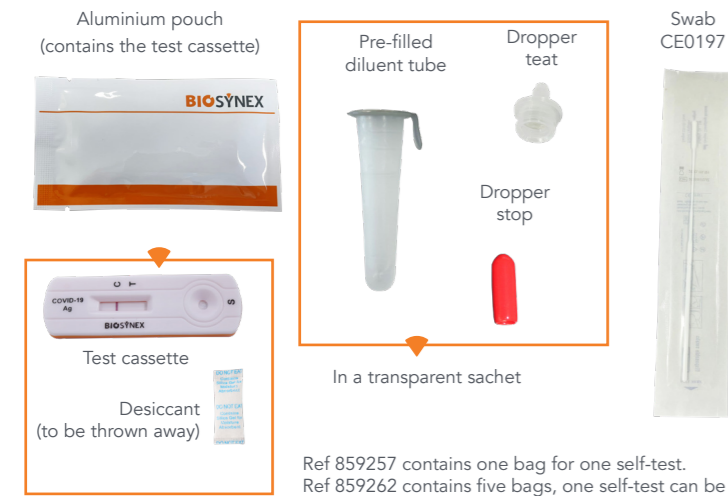 Aluminium pouch
(contains the test cassette)
BIOSYNEX
Pre-filled
diluent tube
Dropper
teat
Swab
CE0197
Dropper
stop
C T
COVID-19
Ag
S
BIOSYNEX
Test cassette
Desiccant
(to be thrown away)
In a transparent sachet
Ref 859257 contains one bag for one self-test.
Ref 859262 contains five bags, one self-test can be